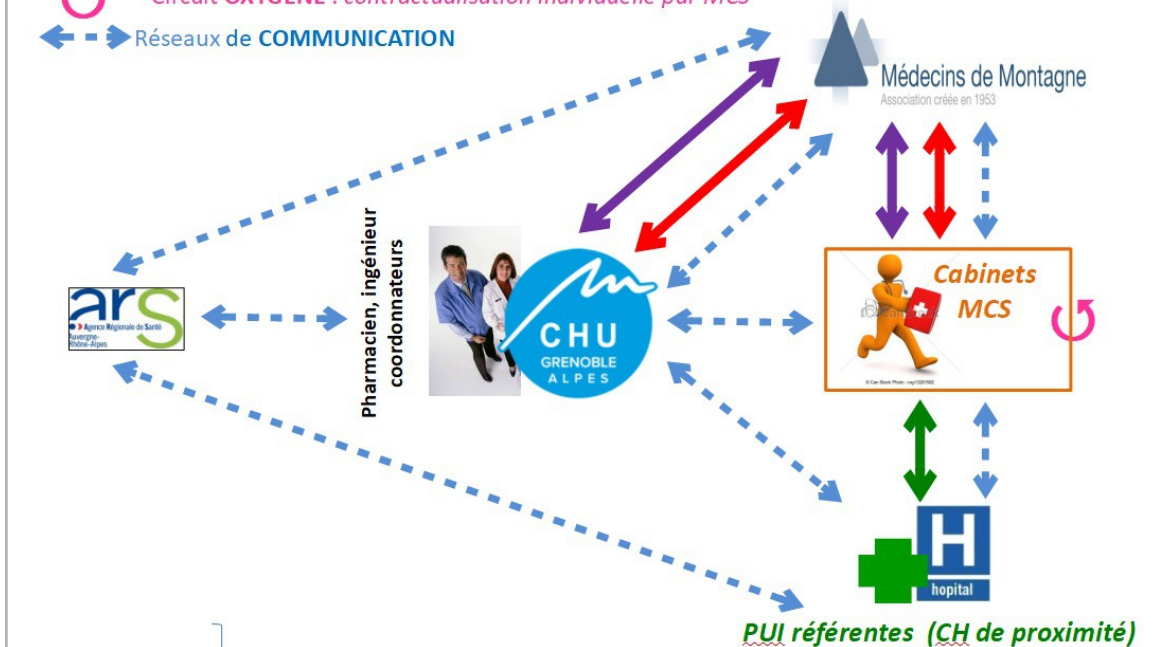 Circuit OXYGENE : contractualisation individuelle par MCS
Réseaux de COMMUNICATION
Médecins de Montagne
Association créée en 1953
Pharmacien, ingénieur
coordonnateurs
ars
Agence Régionale de Santé
Auvergne-
Rhône-Alpes
CHU
GRENOBLE
ALPES
Cabinets
MCS
H
hopital
PUI référentes (CH de proximité)